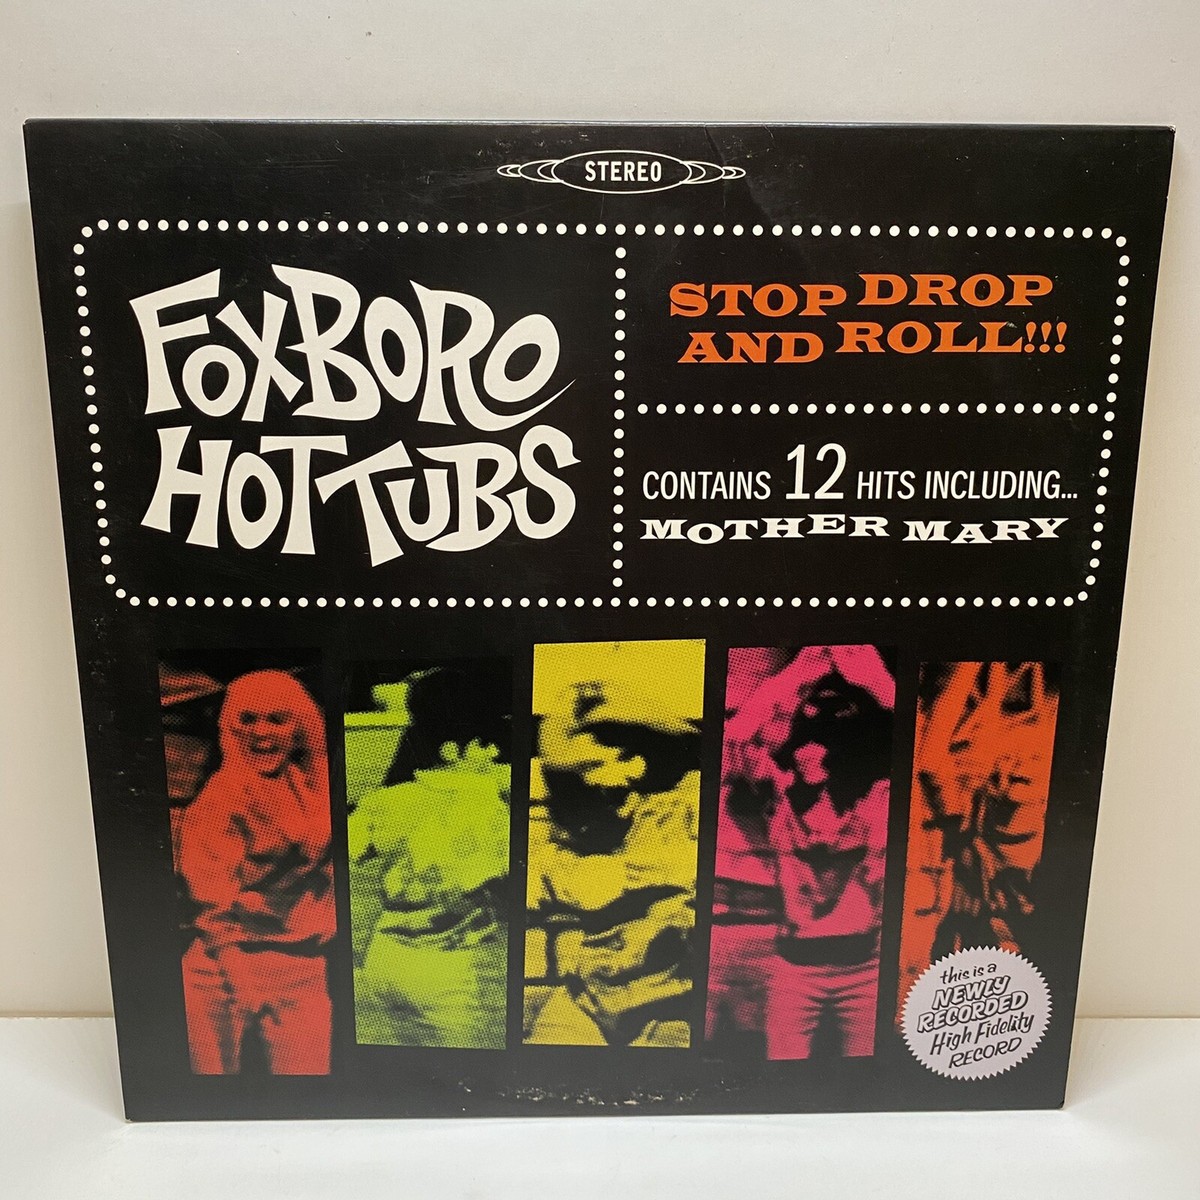 STEREO
FOXBORO
HOT TUBS
STOP DROP
AND ROLL!!!
CONTAINS 12 HITS INCLUDING...
MOTHER MARY
this is a
NEWLY
RECORDED
High Fidelity
RECORD